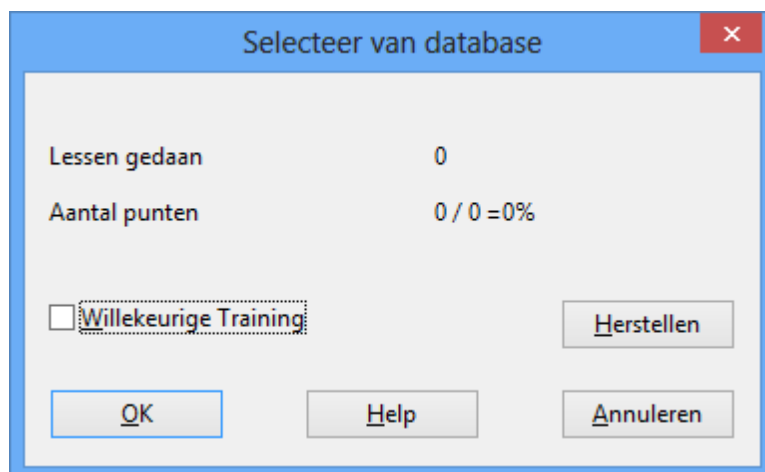 Selecteer van database
Lessen gedaan 0
Aantal punten 0 / 0 =0%
Willekeurige Training Herstellen
OK Help Annuleren